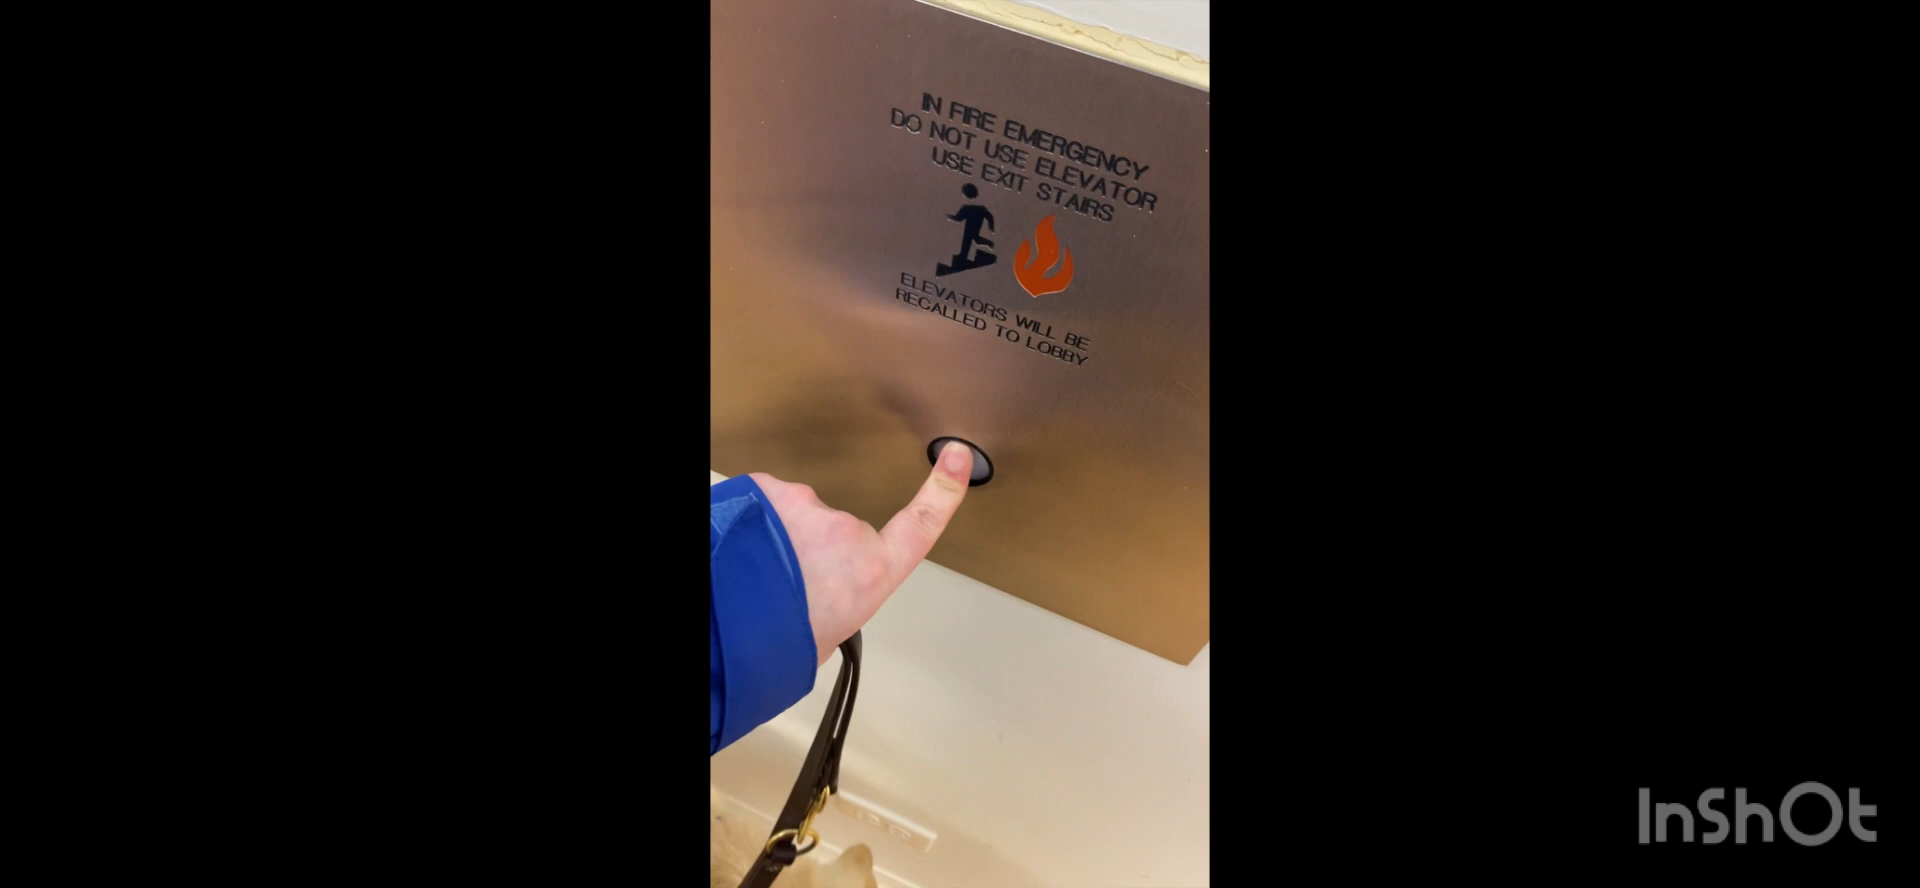 IN FIRE EMERGENCY
DO NOT USE ELEVATOR
USE EXIT STAIRS
ELEVATORS WILL BE
RECALLED TO LOBBY
InShOt